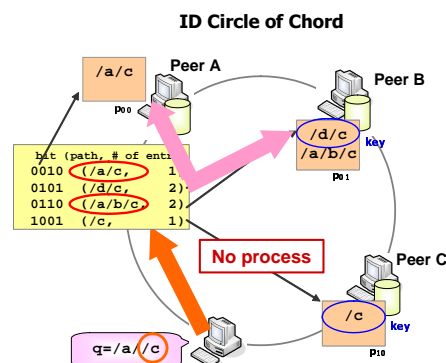 ID Circle of Chord
/a/c
Peer A
p00
Peer B
/d/c
/a/b/c
key
p01
bit (path, # of entr
0010 (/a/c, 1)
0101 (/d/c, 2)
0110 (/a/b/c, 2)
1001 (/c, 1)
No process
Peer C
/c
key
p10
q=/a//c